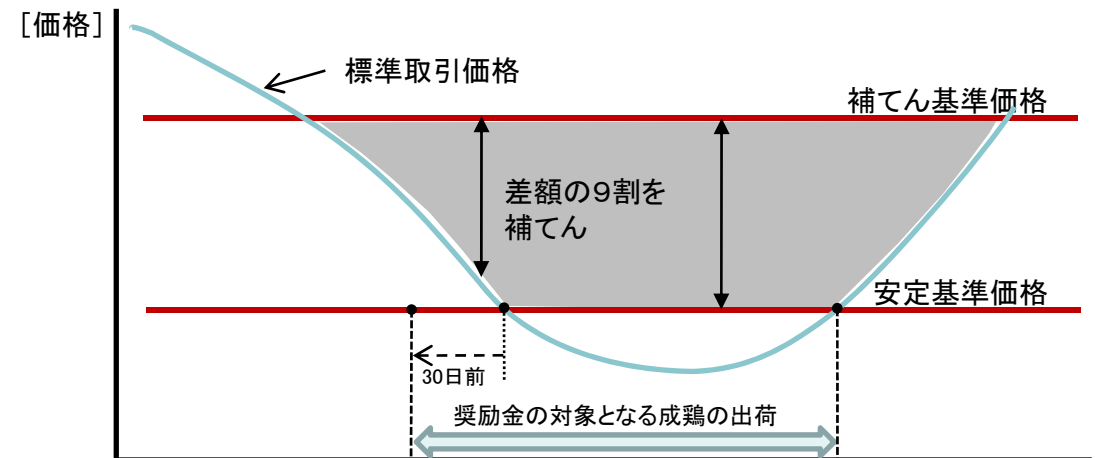 ［価格］
標準取引価格
補てん基準価格
差額の９割を
補てん
安定基準価格
30日前
奨励金の対象となる成鶏の出荷